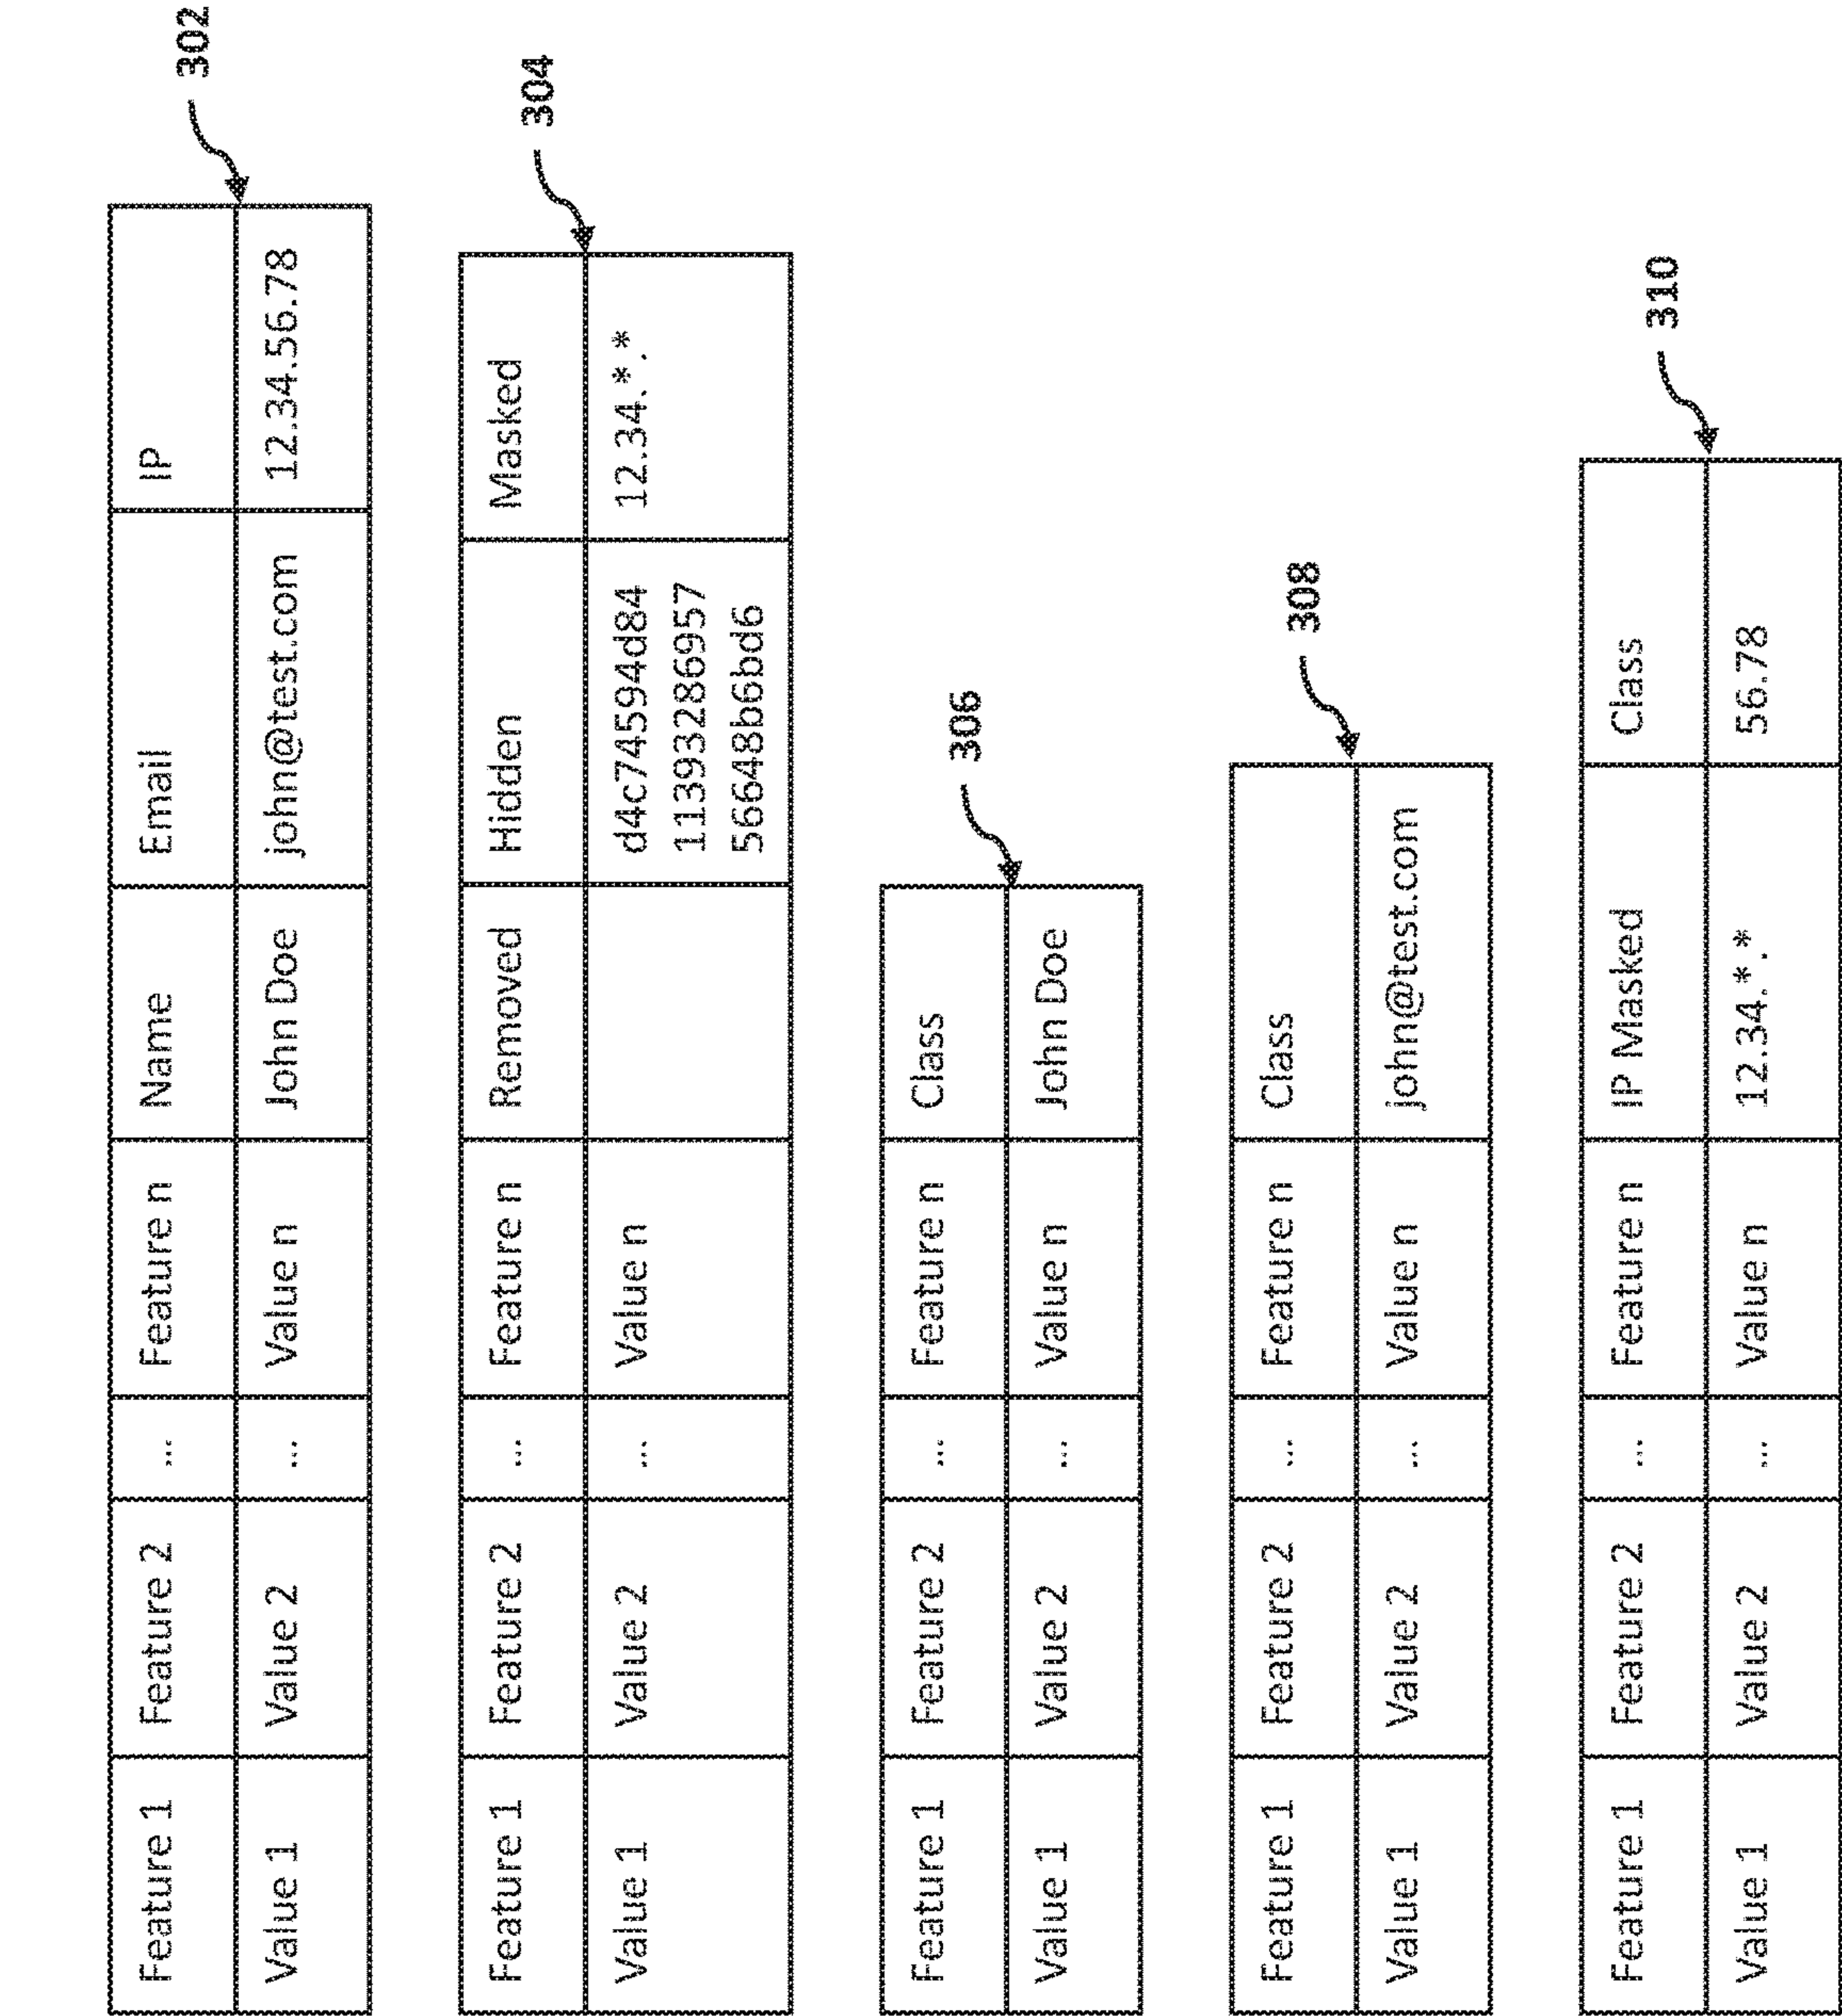 302
Feature 1 Feature 2 ... Feature n Name Email IP
Value 1 Value 2 ... Value n John Doe john@test.com 12.34.56.78
304
Feature 1 Feature 2 ... Feature n Removed Hidden Masked
Value 1 Value 2 ... Value n d4c74594d84 12.34.*.*
1139328695​7
56648b6bd6
306
Feature 1 Feature 2 ... Feature n Class
Value 1 Value 2 ... Value n John Doe
308
Feature 1 Feature 2 ... Feature n Class
Value 1 Value 2 ... Value n john@test.com
310
Feature 1 Feature 2 ... Feature n IP Masked Class
Value 1 Value 2 ... Value n 12.34.*.* 56.78